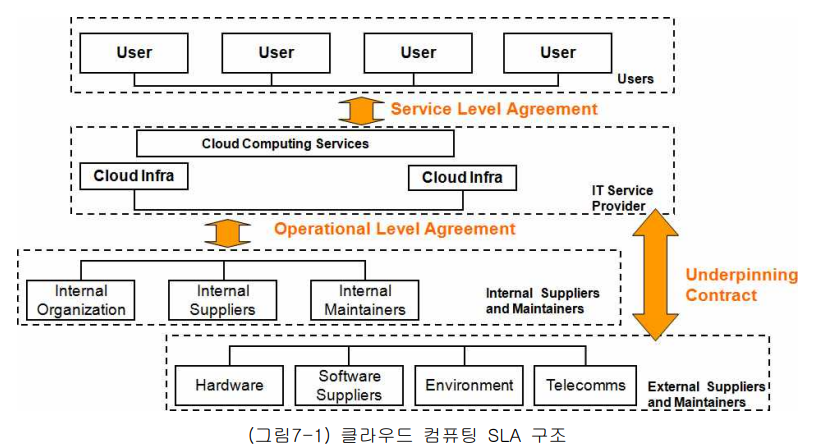 User
User
User
User
Users
Service Level Agreement
Cloud Computing Services
Cloud Infra
Cloud Infra
IT Service
Provider
Operational Level Agreement
Underpinning
Contract
Internal
Organization
Internal
Suppliers
Internal
Maintainers
Internal Suppliers
and Maintainers
Hardware
Software
Suppliers
Environment
Telecomms
External Suppliers
and Maintainers
(그림7-1) 클라우드 컴퓨팅 SLA 구조